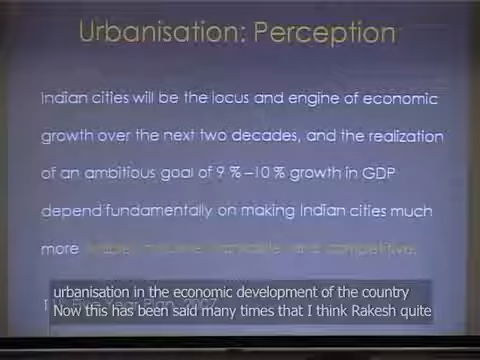 Urbanisation: Perception
Indian cities will be the locus and engine of economic
growth over the next two decades, and the realization
of an ambitious goal of 9 %–10 % growth in GDP
depend fundamentally on making Indian cities much
more
urbanisation in the economic development of the country
Now this has been said many times that I think Rakesh quite
Plan, 2007